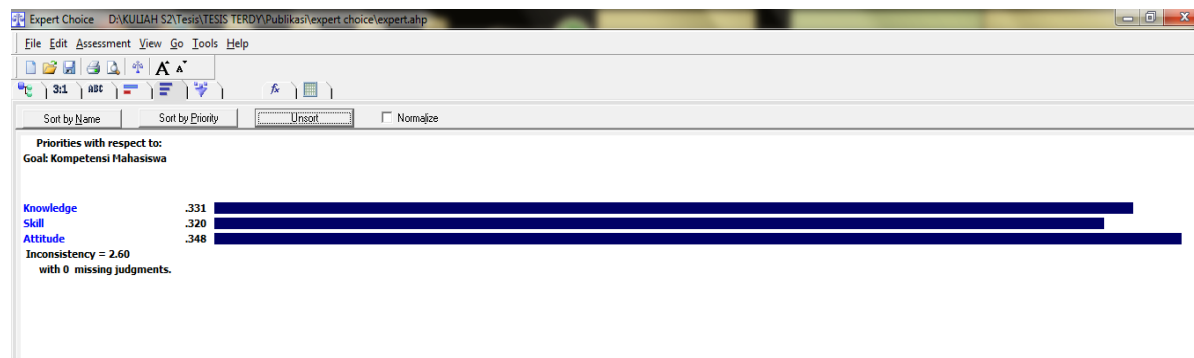 Expert Choice D:\KULIAH S2\Tesis\TESIS TERDY\Publikasi\expert choice\expert.ahp
File Edit Assessment View Go Tools Help
A A
3:1 ABC fx
Sort by Name Sort by Priority Unsort Normalize
Priorities with respect to:
Goal: Kompetensi Mahasiswa
Knowledge .331
Skill .320
Attitude .348
Inconsistency = 2.60
with 0 missing judgments.